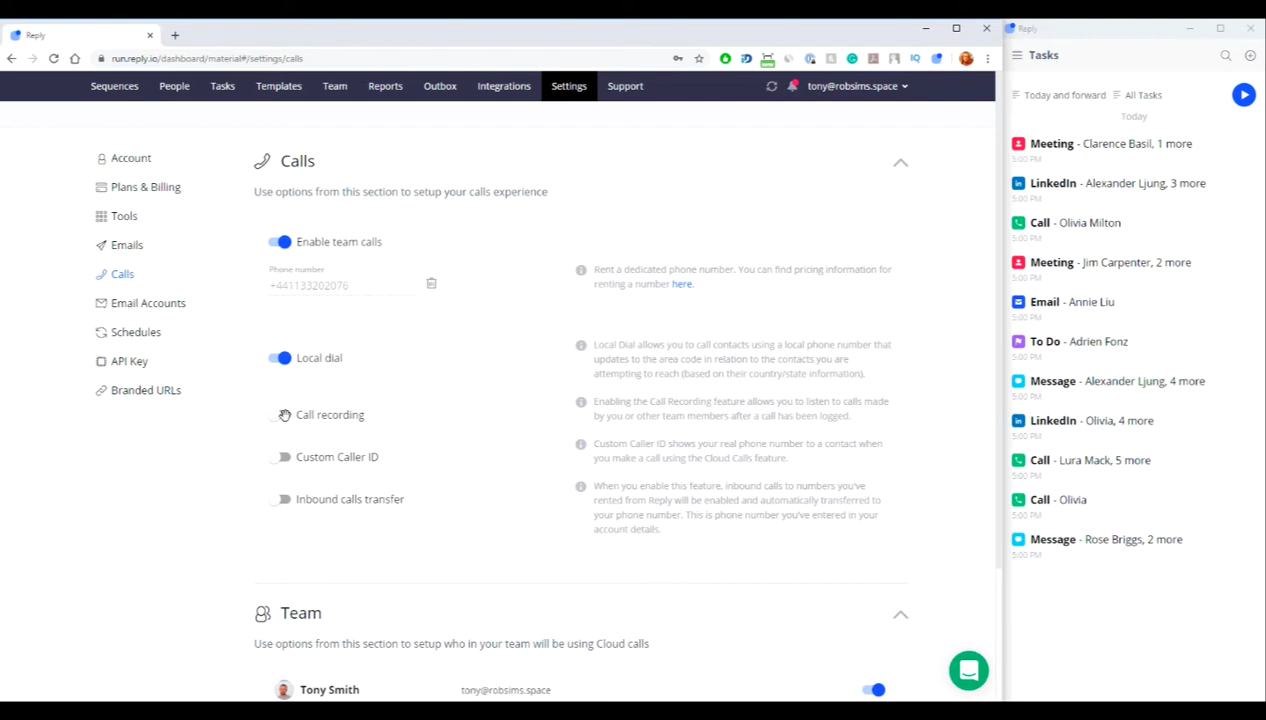 Reply
run.reply.io/dashboard/material#/settings/calls
Sequences
People
Tasks
Templates
Team
Reports
Outbox
Integrations
Settings
Support
tony@robsims.space
Account
Plans & Billing
Tools
Emails
Calls
Email Accounts
Schedules
API Key
Branded URLs
Calls
Use options from this section to setup your calls experience
Enable team calls
Phone number
+441133202076
Rent a dedicated phone number. You can find pricing information for
renting a number here.
Local dial
Local Dial allows you to call contacts using a local phone number that
updates to the area code in relation to the contacts you are
attempting to reach (based on their country/state information).
Call recording
Enabling the Call Recording feature allows you to listen to calls made
by you or other team members after a call has been logged.
Custom Caller ID
Custom Caller ID shows your real phone number to a contact when
you make a call using the Cloud Calls feature.
Inbound calls transfer
When you enable this feature, inbound calls to numbers you've
rented from Reply will be enabled and automatically transferred to
your phone number. This is phone number you've entered in your
account details.
Team
Use options from this section to setup who in your team will be using Cloud calls
Tony Smith
tony@robsims.space
Reply
Tasks
Today and forward
All Tasks
Today
Meeting - Clarence Basil, 1 more
5:00 PM
LinkedIn - Alexander Ljung, 3 more
5:00 PM
Call - Olivia Milton
5:00 PM
Meeting - Jim Carpenter, 2 more
5:00 PM
Email - Annie Liu
5:00 PM
To Do - Adrien Fonz
5:00 PM
Message - Alexander Ljung, 4 more
5:00 PM
LinkedIn - Olivia, 4 more
5:00 PM
Call - Lura Mack, 5 more
5:00 PM
Call - Olivia
5:00 PM
Message - Rose Briggs, 2 more
5:00 PM